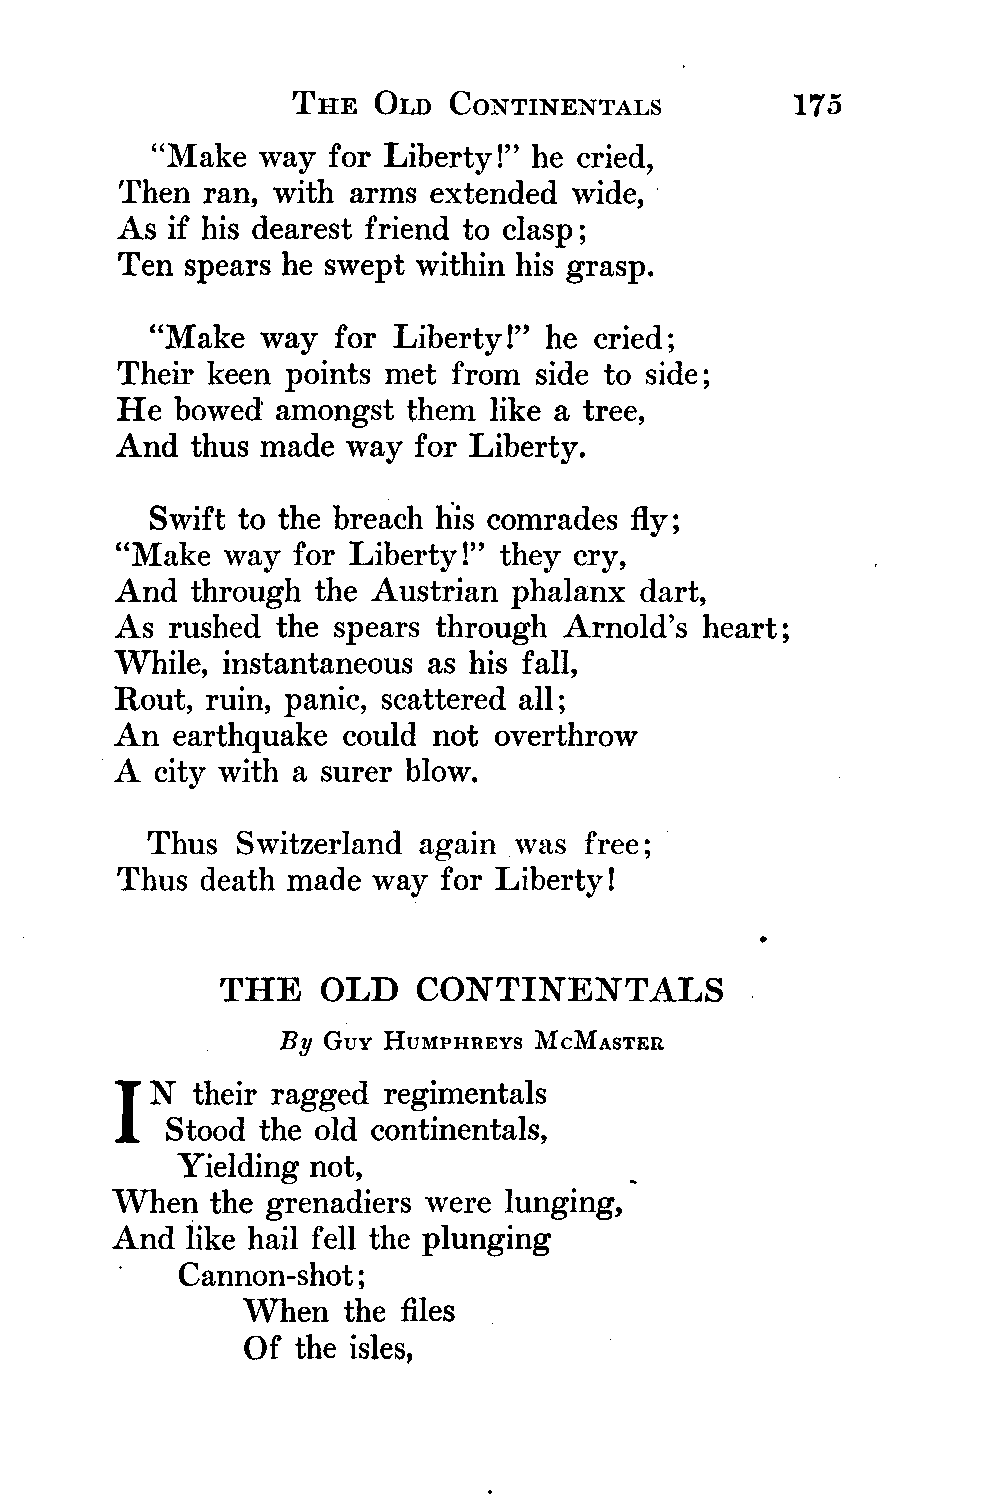 THE OLD CONTINENTALS 175
“Make way for Liberty!” he cried,
Then ran, with arms extended wide,
As if his dearest friend to clasp;
Ten spears he swept within his grasp.
“Make way for Liberty!” he cried;
Their keen points met from side to side;
He bowed amongst them like a tree,
And thus made way for Liberty.
Swift to the breach his comrades fly;
“Make way for Liberty!” they cry,
And through the Austrian phalanx dart,
As rushed the spears through Arnold’s heart;
While, instantaneous as his fall,
Rout, ruin, panic, scattered all;
An earthquake could not overthrow
A city with a surer blow.
Thus Switzerland again was free;
Thus death made way for Liberty!
THE OLD CONTINENTALS
By GUY HUMPHREYS MCMASTER
IN their ragged regimentals
Stood the old continentals,
Yielding not,
When the grenadiers were lunging,
And like hail fell the plunging
Cannon-shot;
When the files
Of the isles,